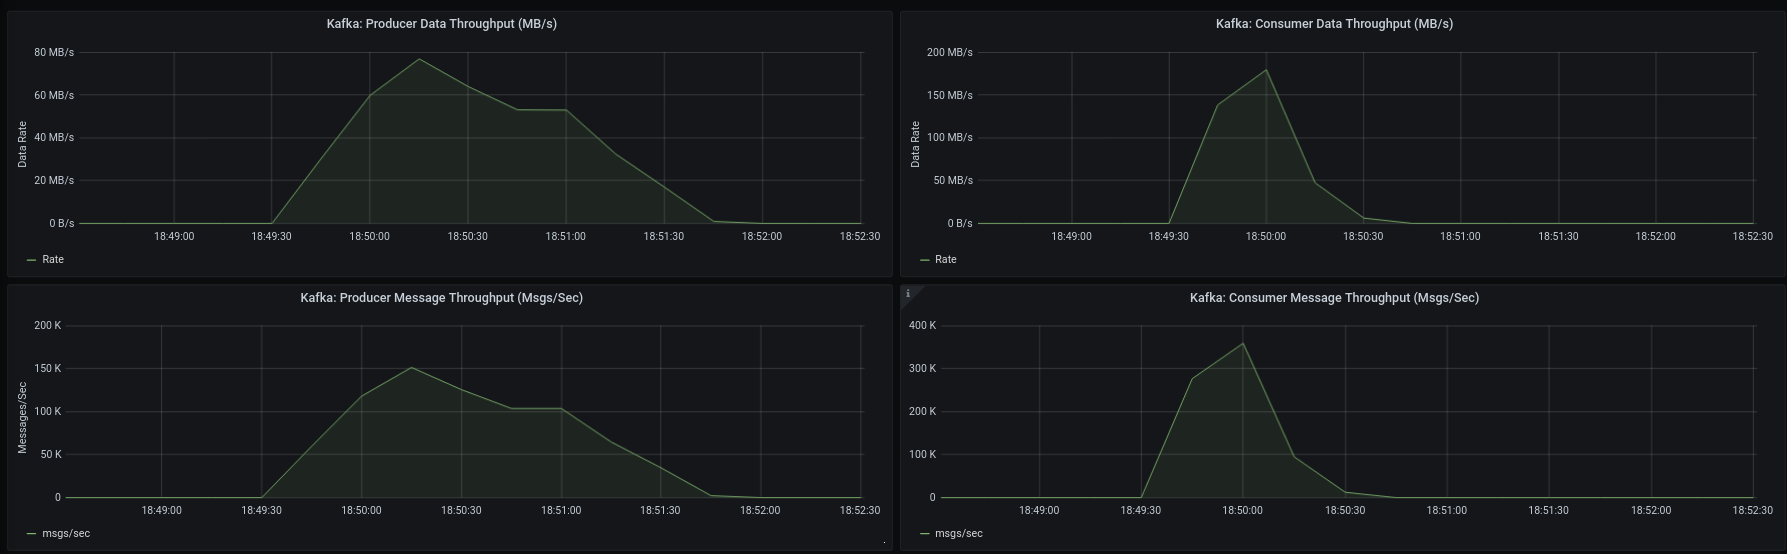 Kafka: Producer Data Throughput (MB/s)
80 MB/s
60 MB/s
40 MB/s
20 MB/s
0 B/s
Data Rate
18:49:00 18:49:30 18:50:00 18:50:30 18:51:00 18:51:30 18:52:00 18:52:30
Rate
Kafka: Consumer Data Throughput (MB/s)
200 MB/s
150 MB/s
100 MB/s
50 MB/s
0 B/s
Data Rate
18:49:00 18:49:30 18:50:00 18:50:30 18:51:00 18:51:30 18:52:00 18:52:30
Rate
Kafka: Producer Message Throughput (Msgs/Sec)
200 K
150 K
100 K
50 K
0
Messages/Sec
18:49:00 18:49:30 18:50:00 18:50:30 18:51:00 18:51:30 18:52:00 18:52:30
msgs/sec
i
Kafka: Consumer Message Throughput (Msgs/Sec)
400 K
300 K
200 K
100 K
0
18:49:00 18:49:30 18:50:00 18:50:30 18:51:00 18:51:30 18:52:00 18:52:30
msgs/sec